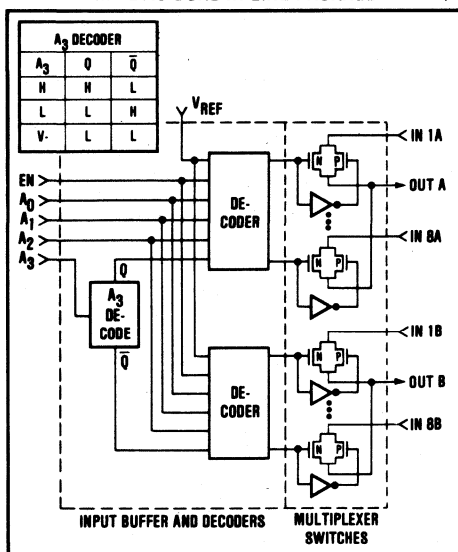 A3 DECODER
A3 Q Q̅
H H L
L L H
V- L L
VREF
EN
A0
A1
A2
A3
Q
A3 DE- CODE
Q̅
DE- CODER
DE- CODER
N P
IN 1A
OUT A
N P
IN 8A
N P
IN 1B
OUT B
N P
IN 8B
INPUT BUFFER AND DECODERS
MULTIPLEXER SWITCHES